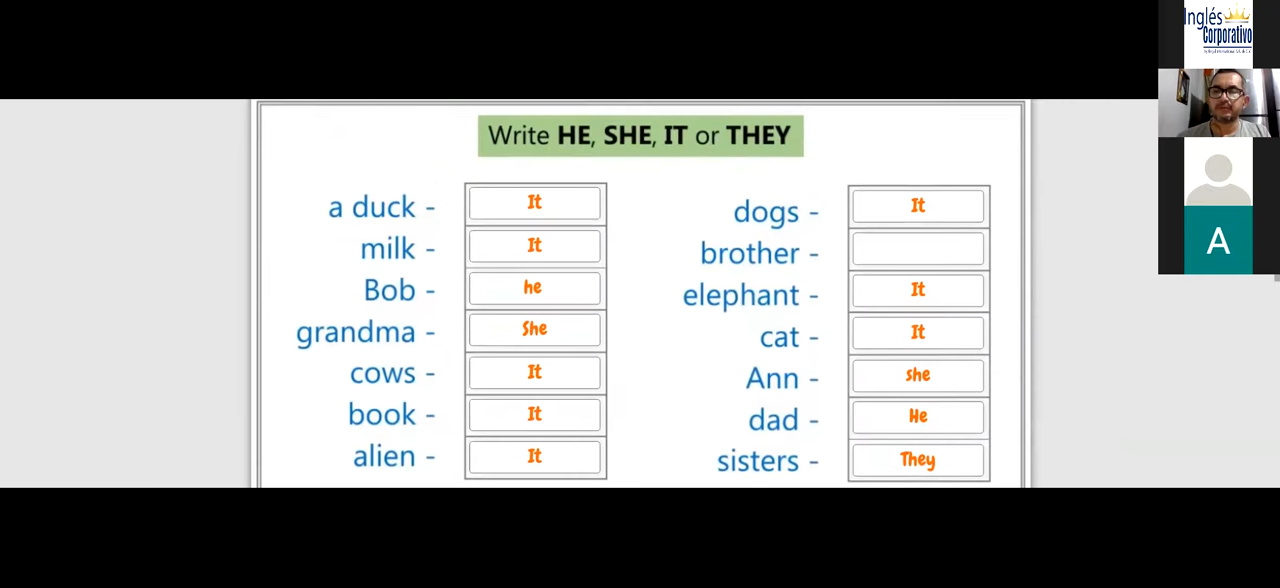 Inglés
Corporativo
Write HE, SHE, IT or THEY
a duck - It
milk - It
Bob - he
grandma - She
cows - It
book - It
alien - It
dogs - It
brother -
elephant - It
cat - It
Ann - she
dad - He
sisters - They
A